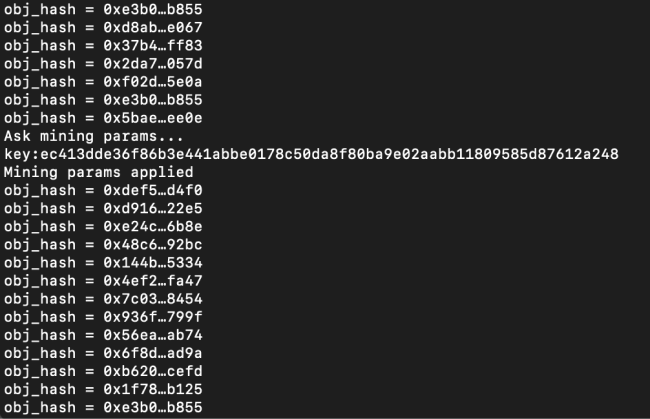 obj_hash = 0xe3b0…b855
obj_hash = 0xd8ab…e067
obj_hash = 0x37b4…ff83
obj_hash = 0x2da7…057d
obj_hash = 0xf02d…5e0a
obj_hash = 0xe3b0…b855
obj_hash = 0x5bae…ee0e
Ask mining params...
key:ec413dde36f86b3e441abbe0178c50da8f80ba9e02aabb11809585d87612a248
Mining params applied
obj_hash = 0xdef5…d4f0
obj_hash = 0xd916…22e5
obj_hash = 0xe24c…6b8e
obj_hash = 0x48c6…92bc
obj_hash = 0x144b…5334
obj_hash = 0x4ef2…fa47
obj_hash = 0x7c03…8454
obj_hash = 0x936f…799f
obj_hash = 0x56ea…ab74
obj_hash = 0x6f8d…ad9a
obj_hash = 0xb620…cefd
obj_hash = 0x1f78…b125
obj_hash = 0xe3b0…b855